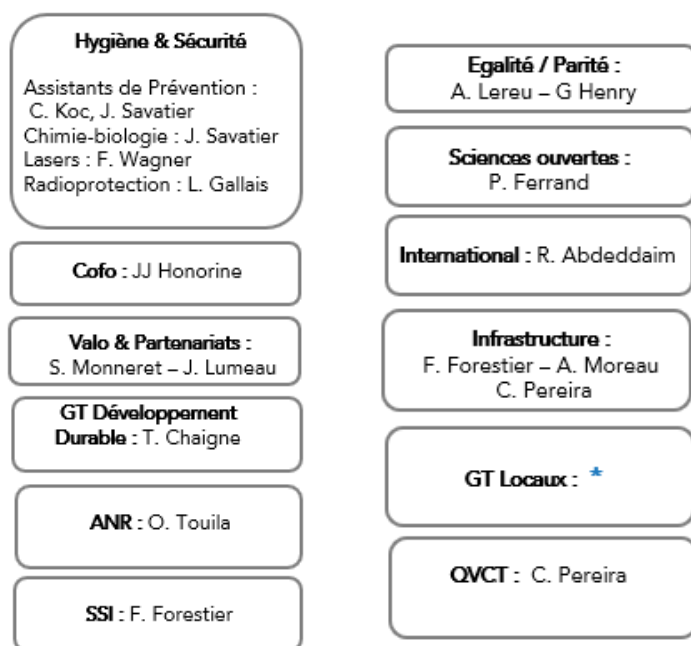 Hygiène & Sécurité
Assistants de Prévention :
C. Koc, J. Savatier
Chimie-biologie : J. Savatier
Lasers : F. Wagner
Radioprotection : L. Gallais
Cofo : JJ Honorine
Valo & Partenariats :
S. Monneret – J. Lumeau
GT Développement
Durable : T. Chaigne
ANR : O. Touila
SSI : F. Forestier
Egalité / Parité :
A. Lereu – G Henry
Sciences ouvertes :
P. Ferrand
International : R. Abdeddaim
Infrastructure :
F. Forestier – A. Moreau
C. Pereira
GT Locaux : *
QVCT : C. Pereira